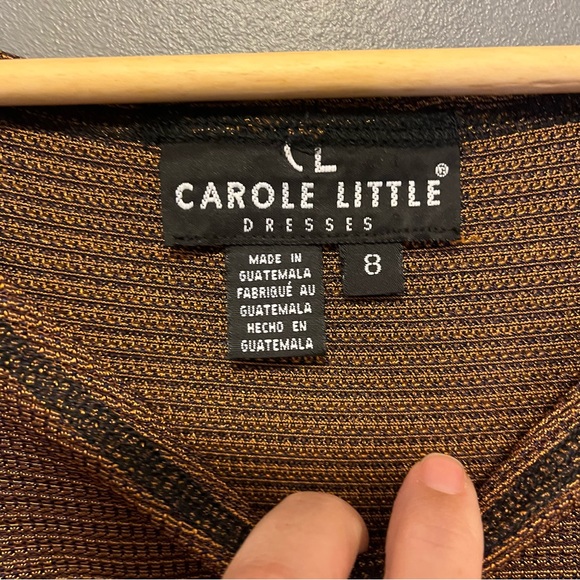 CL
CAROLE LITTLE®
DRESSES
MADE IN
GUATEMALA
FABRIQUÉ AU
GUATEMALA
HECHO EN
GUATEMALA
8